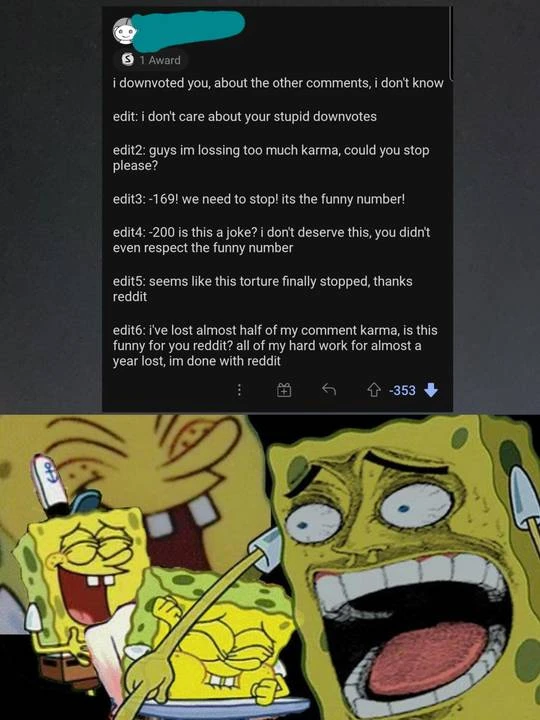 1 Award
i downvoted you, about the other comments, i don't know
edit: i don't care about your stupid downvotes
edit2: guys im lossing too much karma, could you stop
please?
edit3: -169! we need to stop! its the funny number!
edit4: -200 is this a joke? i don't deserve this, you didn't
even respect the funny number
edit5: seems like this torture finally stopped, thanks
reddit
edit6: i've lost almost half of my comment karma, is this
funny for you reddit? all of my hard work for almost a
year lost, im done with reddit
-353